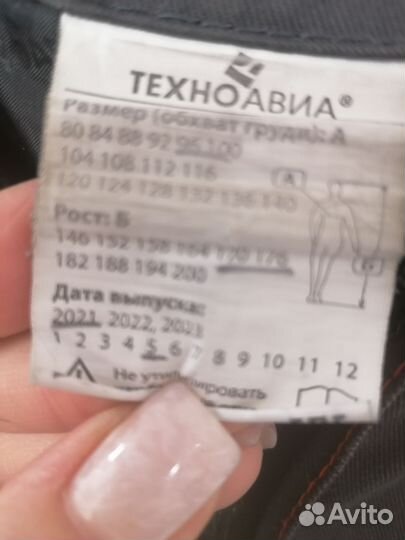 ТЕХНОАВИА®
Размер (обхват груди): А
80 84 88 92 96 100
104 108 112 116
120 124 128 132 136 140
А
Рост: Б
146 152 158 164 170 176
182 188 194 200
Дата выпуска:
2021, 2022, 2023
1 2 3 4 5 6 7 8 9 10 11 12
Не утилизировать
Avito